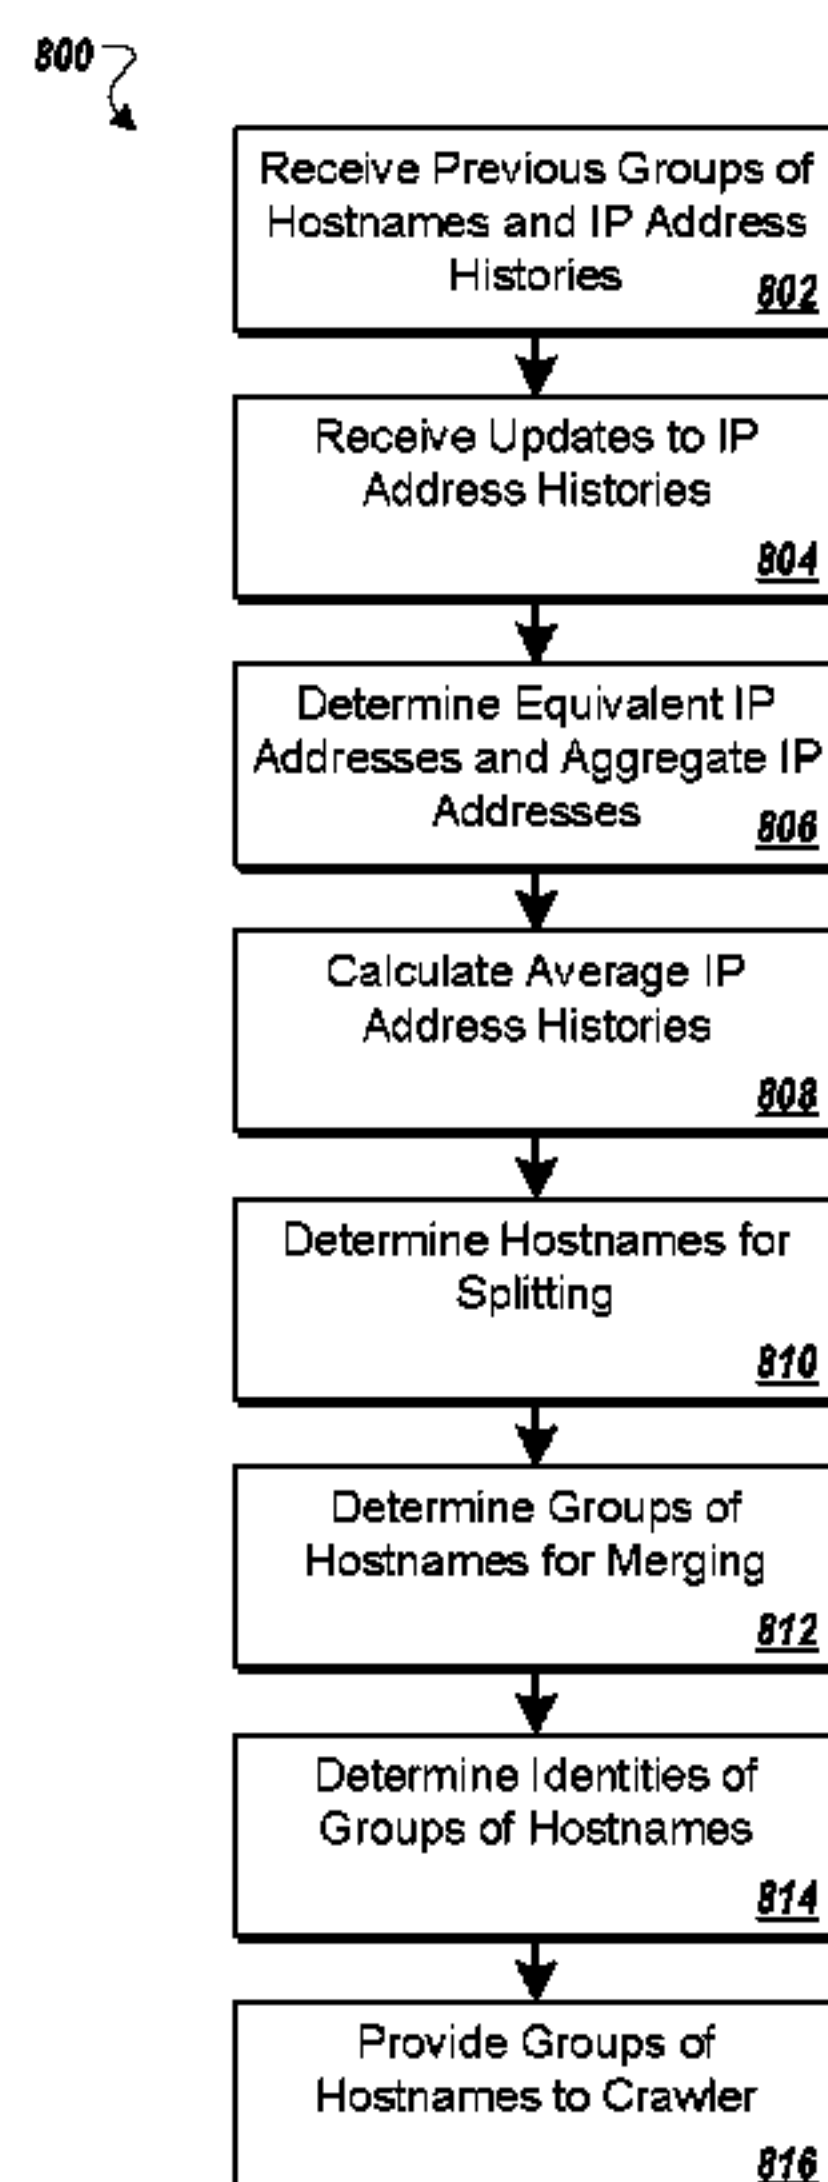 800
Receive Previous Groups of
Hostnames and IP Address
Histories
802
Receive Updates to IP
Address Histories
804
Determine Equivalent IP
Addresses and Aggregate IP
Addresses
806
Calculate Average IP
Address Histories
808
Determine Hostnames for
Splitting
810
Determine Groups of
Hostnames for Merging
812
Determine Identities of
Groups of Hostnames
814
Provide Groups of
Hostnames to Crawler
816